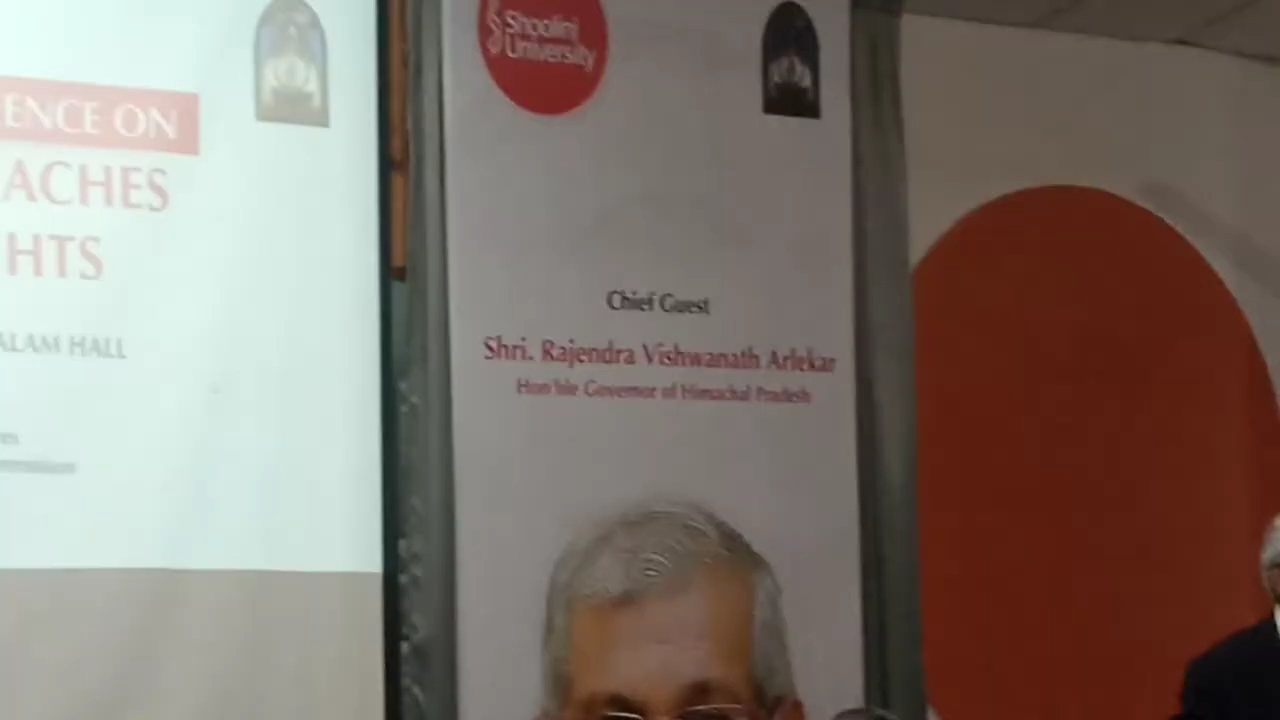 ENCE ON
ACHES
HTS
ALAM HALL
Shoolini
University
Chief Guest
Shri. Rajendra Vishwanath Arlekar
Hon'ble Governor of Himachal Pradesh